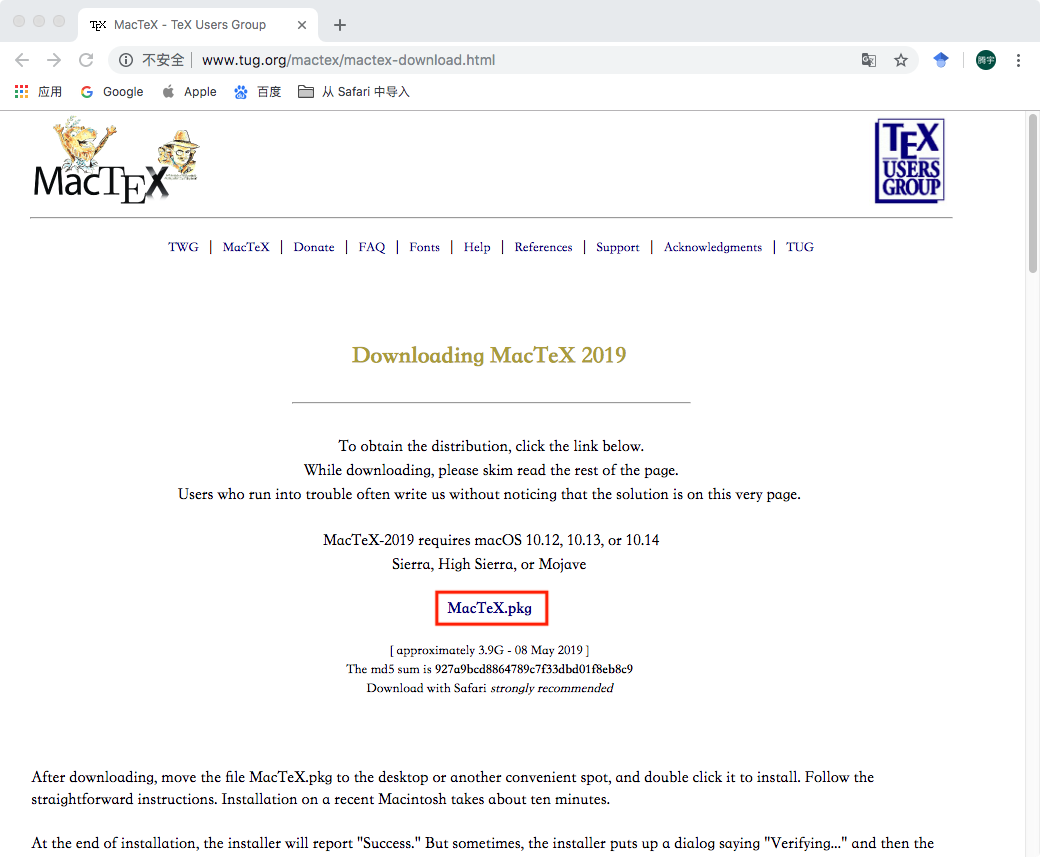 MacTeX - TeX Users Group
不安全 www.tug.org/mactex/mactex-download.html
腾宇
应用 Google Apple 百度 从 Safari 中导入
MacTEX
TEX
USERS
GROUP
TWG | MacTeX | Donate | FAQ | Fonts | Help | References | Support | Acknowledgments | TUG
Downloading MacTeX 2019
To obtain the distribution, click the link below.
While downloading, please skim read the rest of the page.
Users who run into trouble often write us without noticing that the solution is on this very page.
MacTeX-2019 requires macOS 10.12, 10.13, or 10.14
Sierra, High Sierra, or Mojave
MacTeX.pkg
[ approximately 3.9G - 08 May 2019 ]
The md5 sum is 927a9bcd8864789c7f33dbd01f8eb8c9
Download with Safari strongly recommended
After downloading, move the file MacTeX.pkg to the desktop or another convenient spot, and double click it to install. Follow the
straightforward instructions. Installation on a recent Macintosh takes about ten minutes.
At the end of installation, the installer will report "Success." But sometimes, the installer puts up a dialog saying "Verifying..." and then the